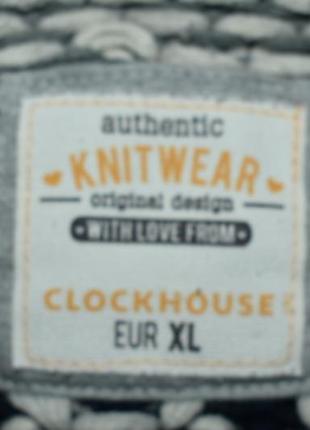 authentic
KNITWEAR
original design
WITH LOVE FROM
CLOCKHOUSE
EUR XL